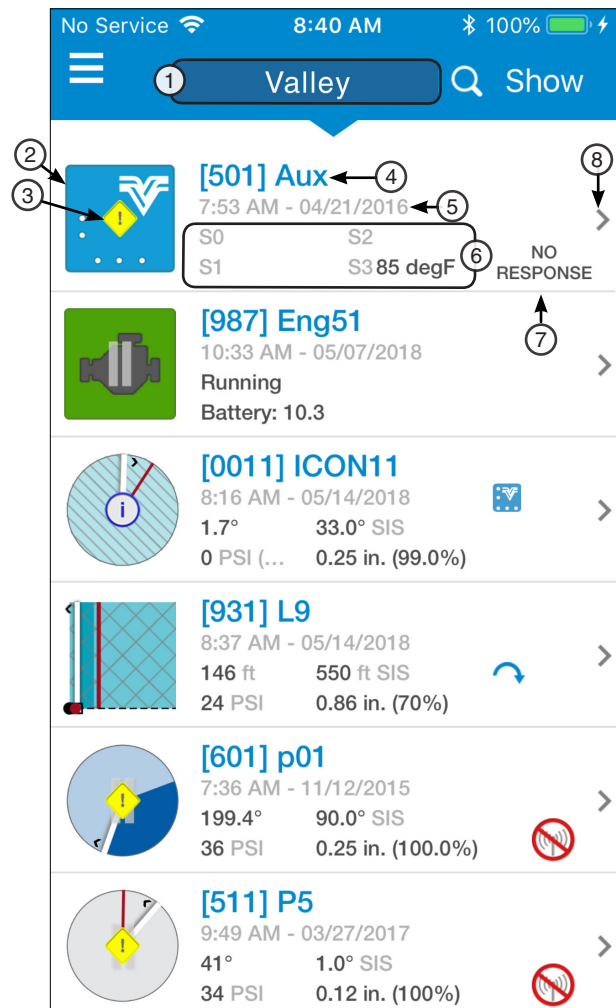 No Service 8:40 AM 100%
1 Valley Show
2 [501] Aux 4 8
3 ! 7:53 AM - 04/21/2016 5
S0 S2 6 NO
S1 S3 85 degF RESPONSE
7
[987] Eng51
10:33 AM - 05/07/2018
Running
Battery: 10.3
[0011] ICON11
8:16 AM - 05/14/2018
i 1.7° 33.0° SIS
0 PSI (... 0.25 in. (99.0%)
[931] L9
8:37 AM - 05/14/2018
146 ft 550 ft SIS
24 PSI 0.86 in. (70%)
[601] p01
7:36 AM - 11/12/2015
! 199.4° 90.0° SIS
36 PSI 0.25 in. (100.0%)
[511] P5
9:49 AM - 03/27/2017
! 41° 1.0° SIS
34 PSI 0.12 in. (100%)